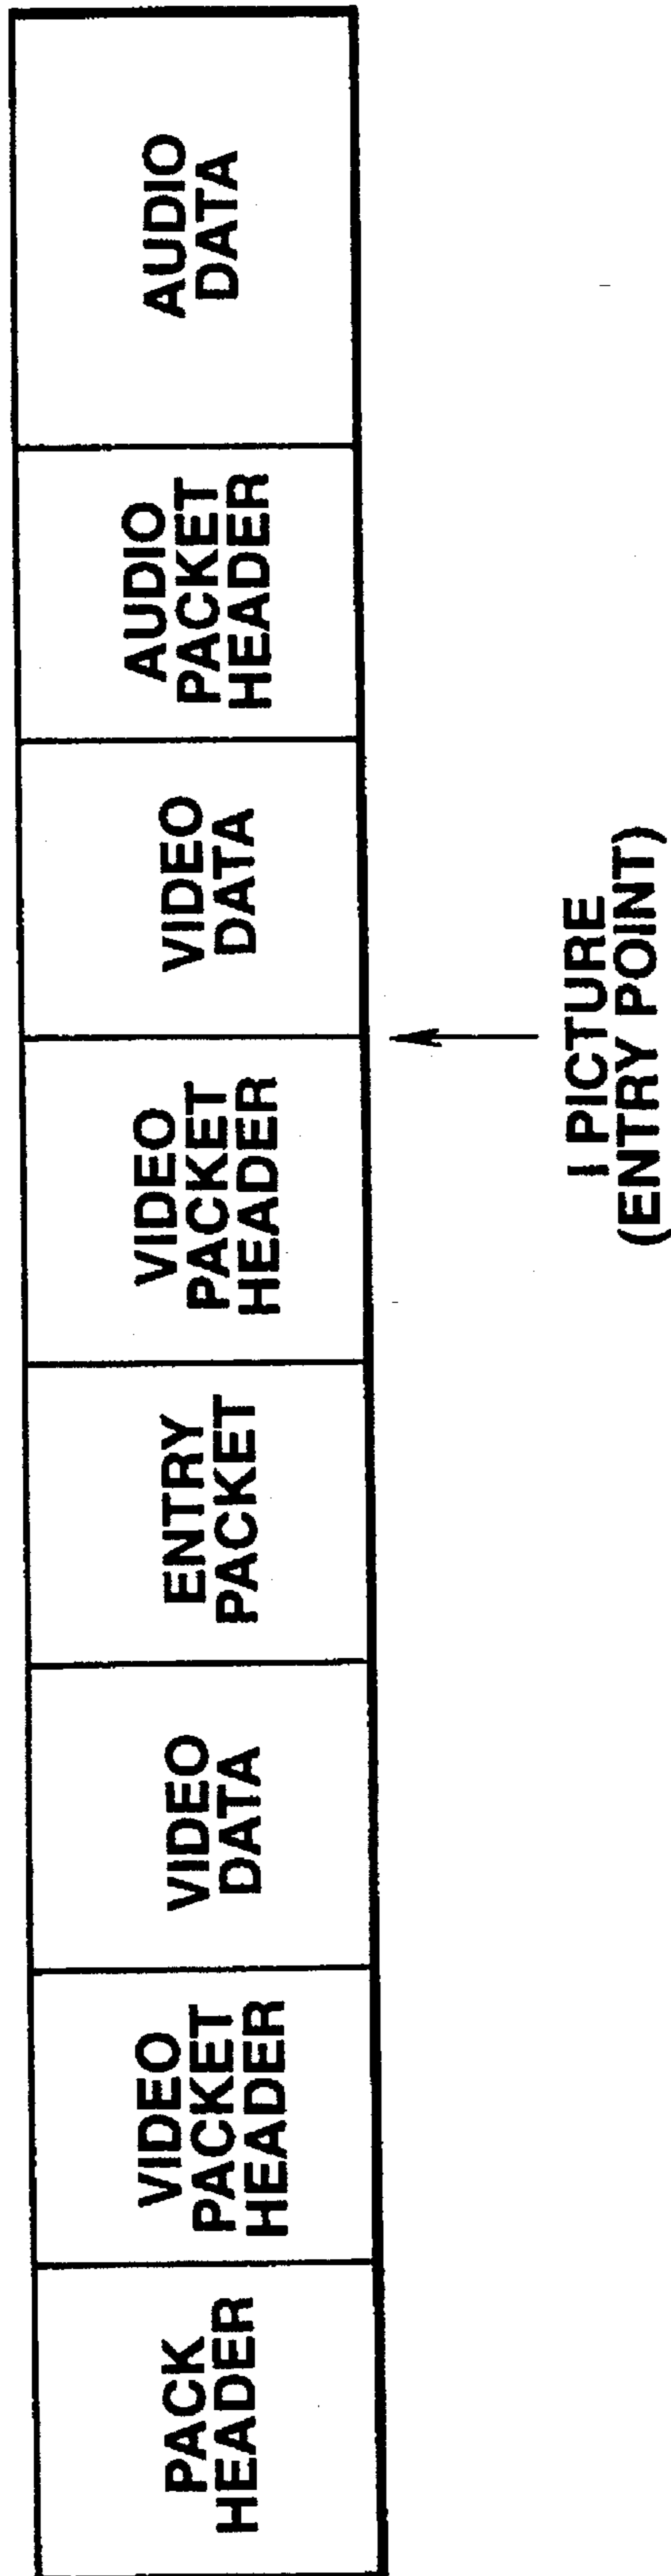 PACK
HEADER
VIDEO
PACKET
HEADER
VIDEO
DATA
ENTRY
PACKET
VIDEO
PACKET
HEADER
VIDEO
DATA
AUDIO
PACKET
HEADER
AUDIO
DATA
I PICTURE
(ENTRY POINT)